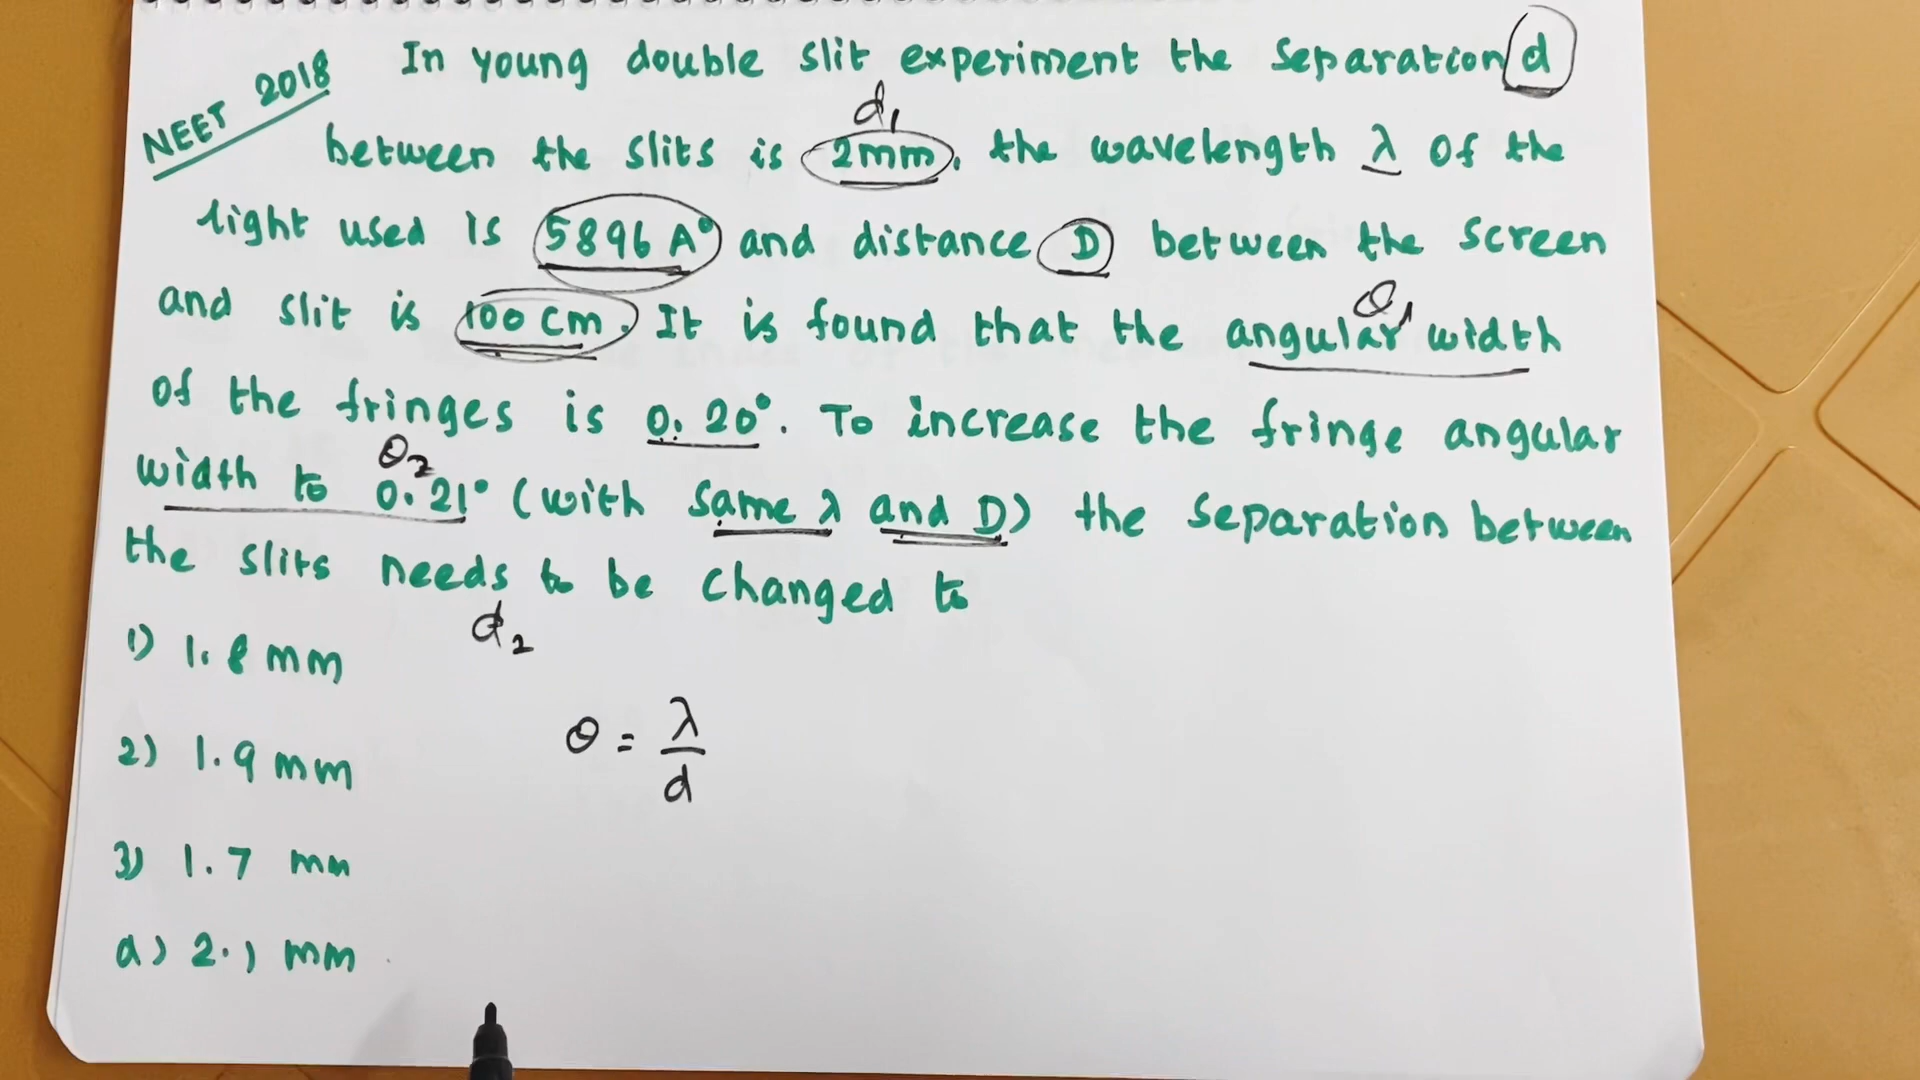 NEET 2018
In young double slit experiment the separation d
d1
between the slits is 2mm. the wavelength λ of the
light used is 5896 A° and distance D between the screen
and slit is 100 cm. It is found that the angular width
θ1
of the fringes is 0.20°. To increase the fringe angular
θ2
width to 0.21° (with same λ and D) the separation between
the slits needs to be changed to
d2
1) 1.8 mm
2) 1.9 mm
3) 1.7 mm
a) 2.1 mm
θ = λ/d